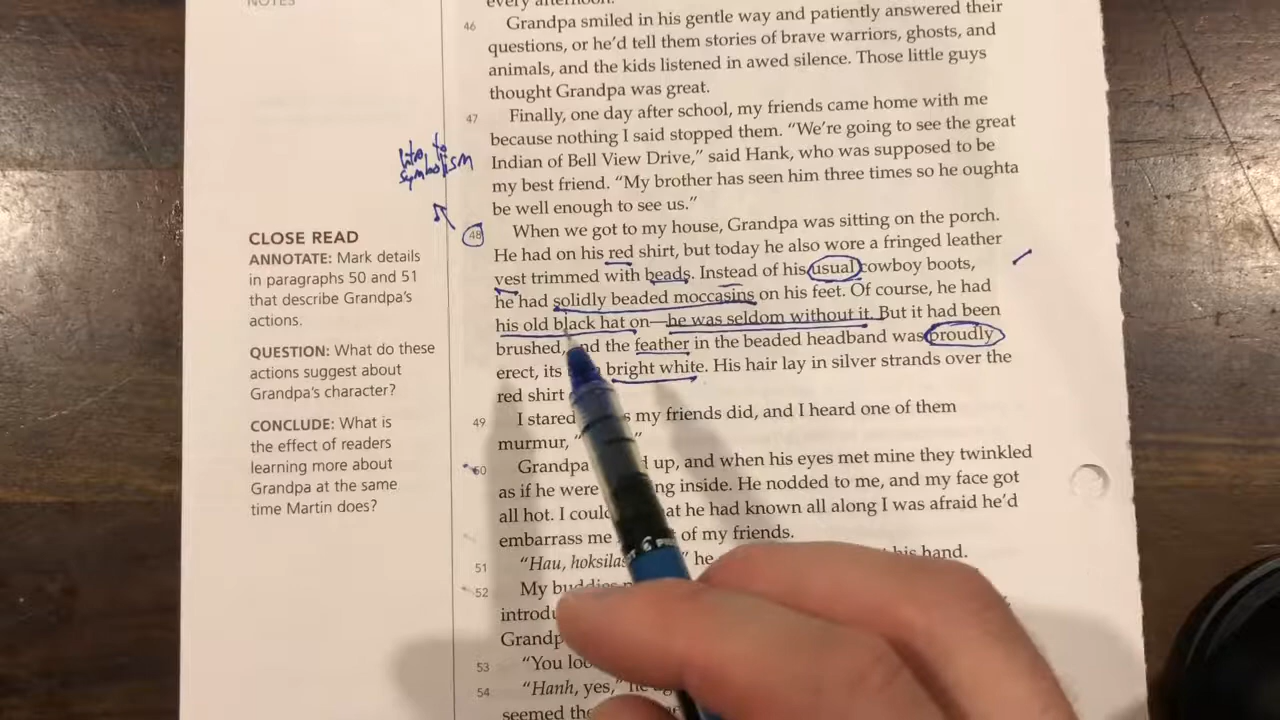 NOTES
every afternoon.
46 Grandpa smiled in his gentle way and patiently answered their
questions, or he'd tell them stories of brave warriors, ghosts, and
animals, and the kids listened in awed silence. Those little guys
thought Grandpa was great.
47 Finally, one day after school, my friends came home with me
because nothing I said stopped them. "We're going to see the great
Indian of Bell View Drive," said Hank, who was supposed to be
my best friend. "My brother has seen him three times so he oughta
be well enough to see us."
Intro to
symbolism
48 When we got to my house, Grandpa was sitting on the porch.
He had on his red shirt, but today he also wore a fringed leather
vest trimmed with beads. Instead of his usual cowboy boots,
he had solidly beaded moccasins on his feet. Of course, he had
his old black hat on—he was seldom without it. But it had been
brushed, and the feather in the beaded headband was proudly
erect, its bright white. His hair lay in silver strands over the
red shirt
CLOSE READ
ANNOTATE: Mark details
in paragraphs 50 and 51
that describe Grandpa's
actions.
QUESTION: What do these
actions suggest about
Grandpa's character?
CONCLUDE: What is
the effect of readers
learning more about
Grandpa at the same
time Martin does?
49 I stared my friends did, and I heard one of them
murmur, "
50 Grandpa up, and when his eyes met mine they twinkled
as if he were inside. He nodded to me, and my face got
all hot. I could at he had known all along I was afraid he'd
embarrass me of my friends.
51 "Hau, he his hand.
52 My buddies
introdu
Grandp
53 "You loo
54 "Hanh, yes," he
seemed the